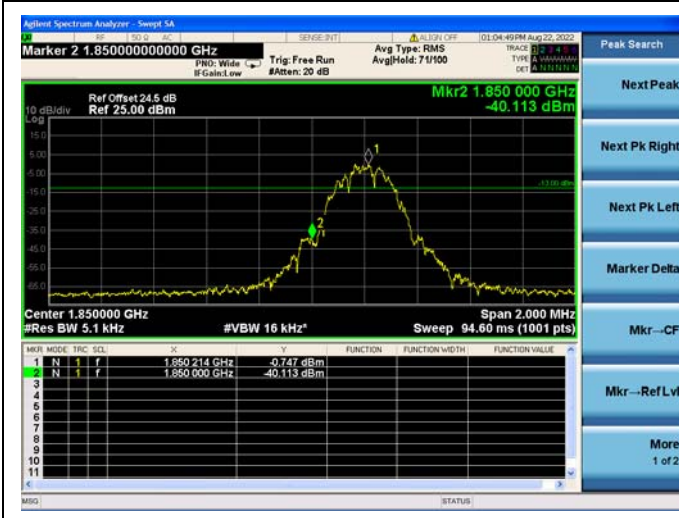 Agilent Spectrum Analyzer - Swept SA
RF 50 Ω AC SENSE:INT ALIGN OFF 01:04:49 PM Aug 22, 2022
Marker 2 1.850000000000 GHz
PNO: Wide Trig: Free Run Avg Type: RMS TRACE 1 2 3 4 5 6
IFGain:Low #Atten: 20 dB Avg|Hold: 71/100 TYPE A WWWWW
DET A N N N N N
Peak Search
Mkr2 1.850 000 GHz
-40.113 dBm
Ref Offset 24.5 dB
10 dB/div Ref 25.00 dBm
Log
15.0
5.00
-5.00
-13.00 dBm
-15.0
-25.0
-35.0
-45.0
-55.0
-65.0
1
2
Center 1.850000 GHz Span 2.000 MHz
#Res BW 5.1 kHz #VBW 16 kHz* Sweep 94.60 ms (1001 pts)
MKR MODE TRC SCL X Y FUNCTION FUNCTION WIDTH FUNCTION VALUE
1 N 1 f 1.850 214 GHz -0.747 dBm
2 N 1 f 1.850 000 GHz -40.113 dBm
3
4
5
6
7
8
9
10
11
MSG STATUS
Next Peak
Next Pk Right
Next Pk Left
Marker Delta
Mkr→CF
Mkr→Ref Lvl
More
1 of 2